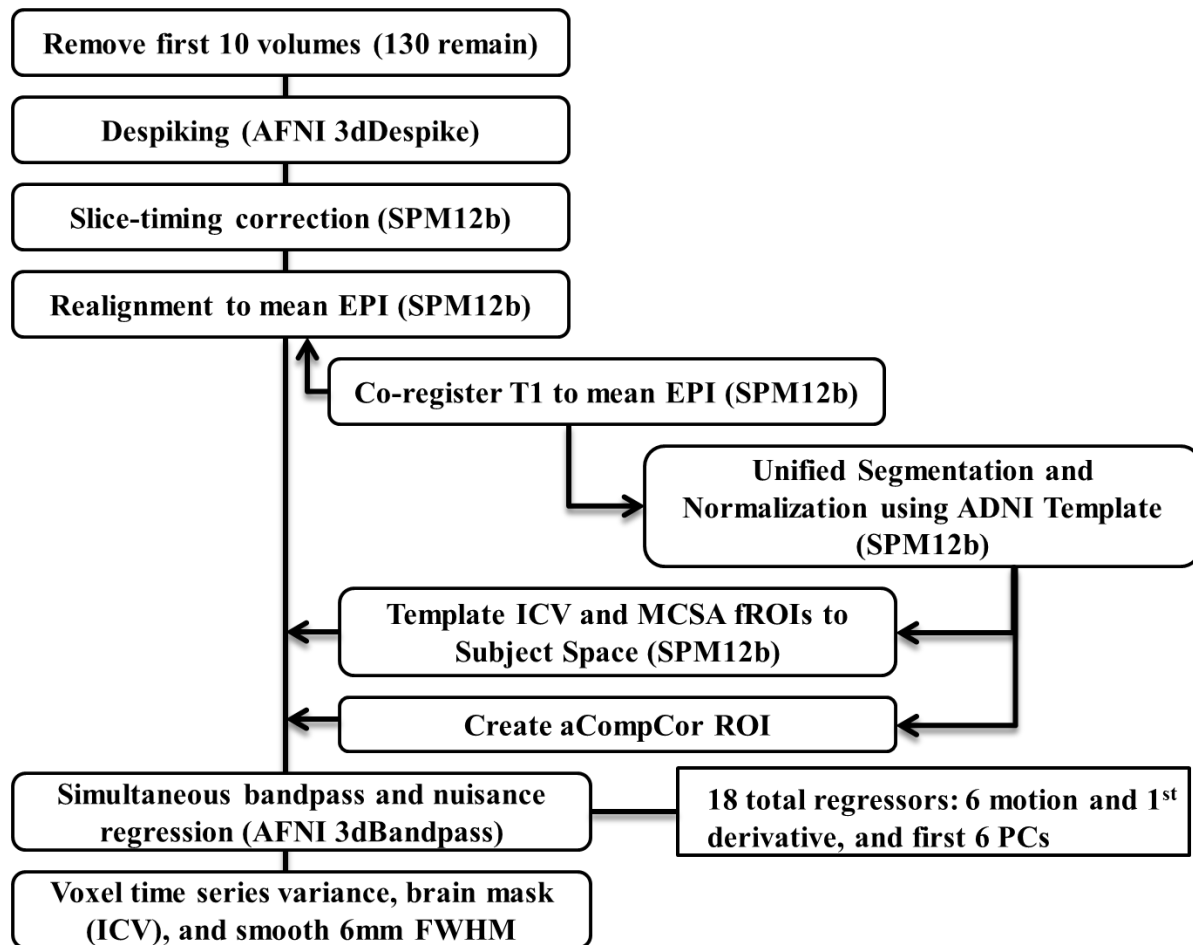 Remove first 10 volumes (130 remain)
Despiking (AFNI 3dDespike)
Slice-timing correction (SPM12b)
Realignment to mean EPI (SPM12b)
Co-register T1 to mean EPI (SPM12b)
Unified Segmentation and
Normalization using ADNI Template
(SPM12b)
Template ICV and MCSA fROIs to
Subject Space (SPM12b)
Create aCompCor ROI
Simultaneous bandpass and nuisance
regression (AFNI 3dBandpass)
18 total regressors: 6 motion and 1st
derivative, and first 6 PCs
Voxel time series variance, brain mask
(ICV), and smooth 6mm FWHM